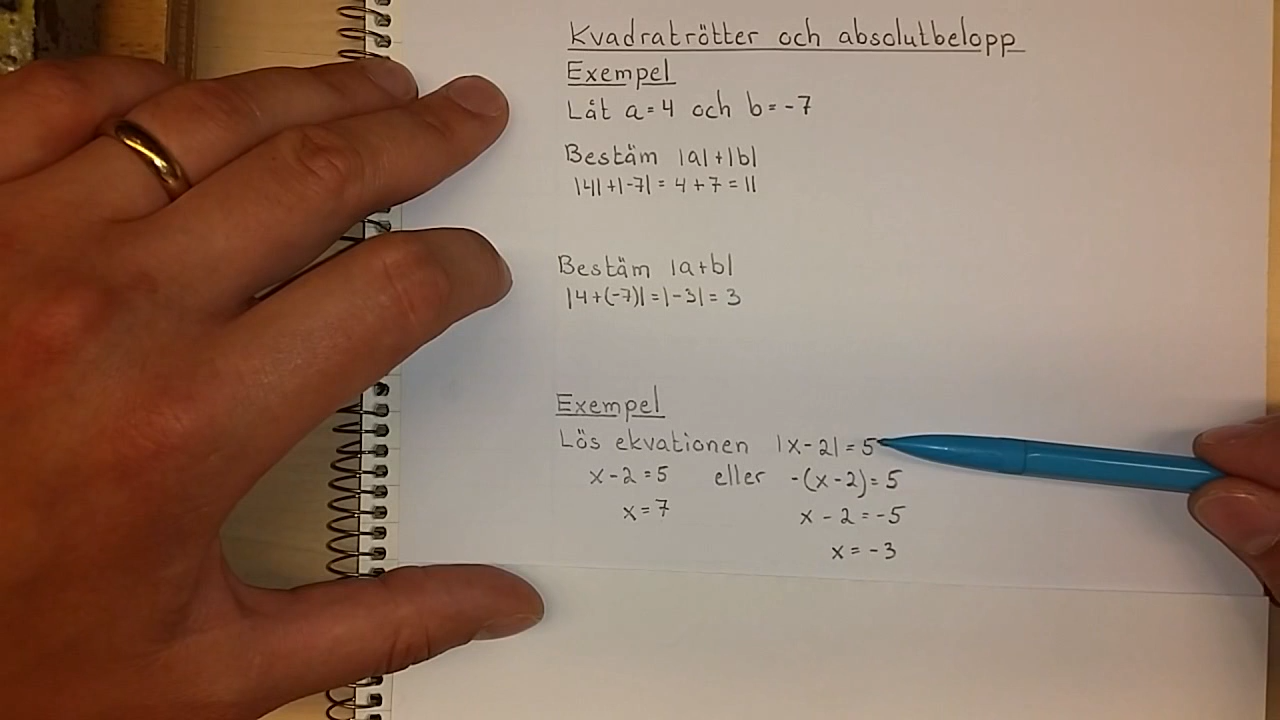 Kvadratrötter och absolutbelopp
Exempel
Låt a=4 och b=-7
Bestäm |a|+|b|
|4|+|-7| = 4+7 = 11
Bestäm |a+b|
|4+(-7)| = |-3| = 3
Exempel
Lös ekvationen |x-2| = 5
x-2=5 eller -(x-2)=5
x=7 x-2=-5
x=-3